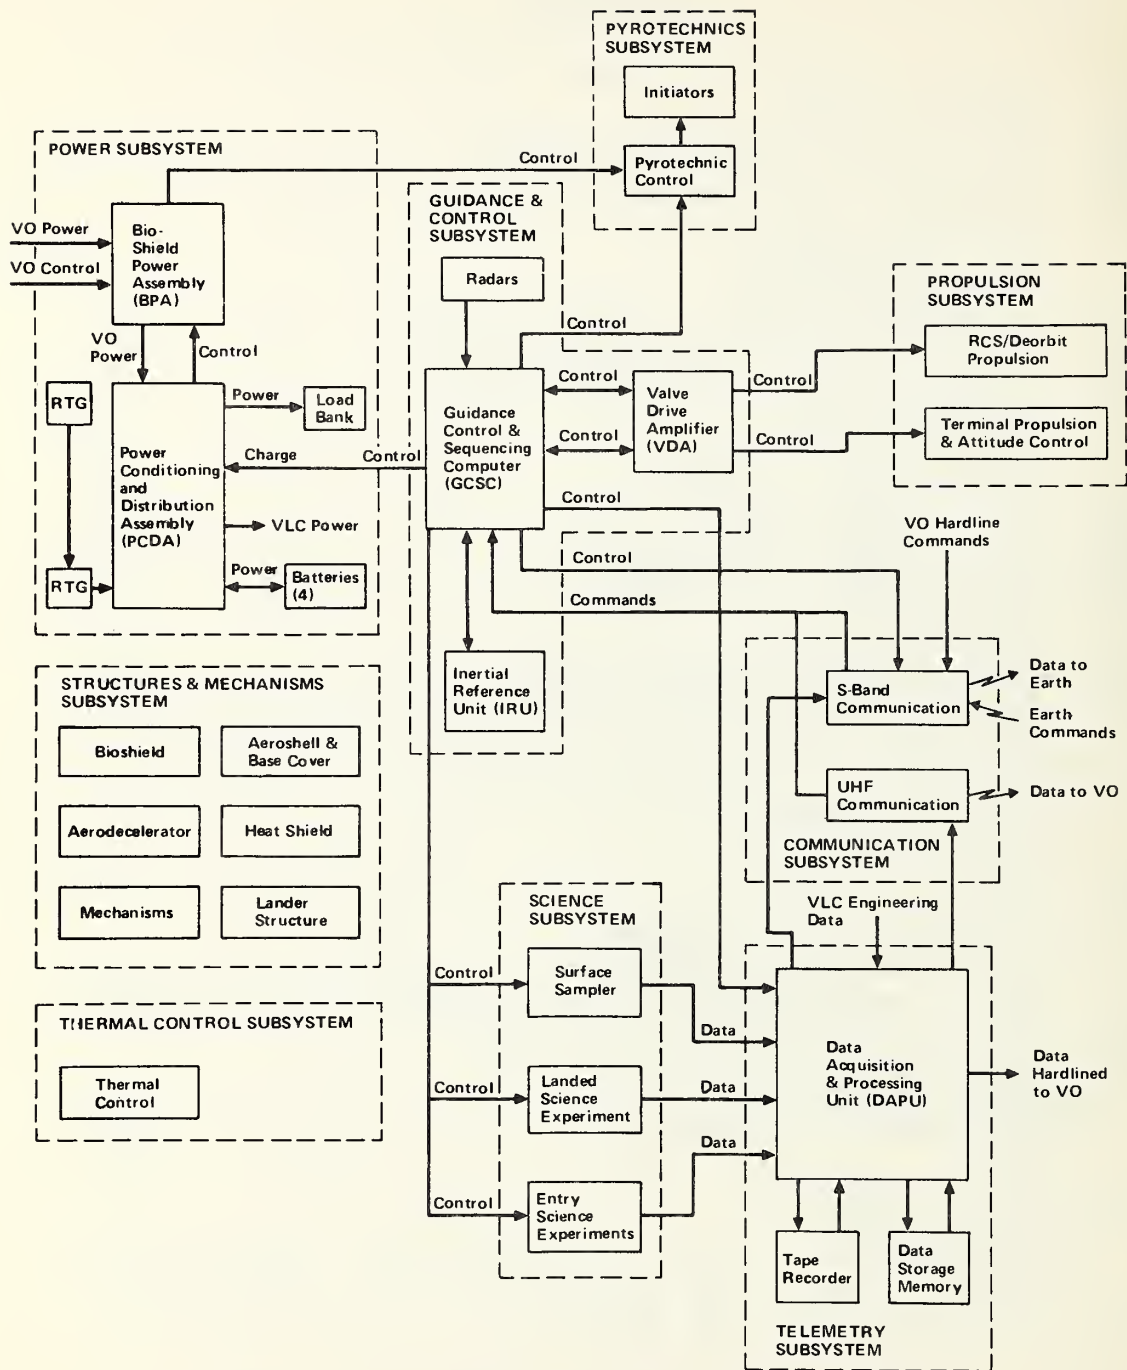 PYROTECHNICS
SUBSYSTEM
Initiators
Pyrotechnic
Control
Control
POWER SUBSYSTEM
VO Power
VO Control
Bio-
Shield
Power
Assembly
(BPA)
VO
Power
Control
RTG
RTG
Power
Conditioning
and
Distribution
Assembly
(PCDA)
Power
Load
Bank
Charge
VLC Power
Power
Batteries
(4)
GUIDANCE &
CONTROL
SUBSYSTEM
Radars
Control
Control
Guidance
Control &
Sequencing
Computer
(GCSC)
Control
Control
Valve
Drive
Amplifier
(VDA)
Control
Control
Control
Control
Commands
Inertial
Reference
Unit (IRU)
PROPULSION
SUBSYSTEM
RCS/Deorbit
Propulsion
Terminal Propulsion
& Attitude Control
VO Hardline
Commands
S-Band
Communication
Data to
Earth
Earth
Commands
UHF
Communication
Data to VO
COMMUNICATION
SUBSYSTEM
STRUCTURES & MECHANISMS
SUBSYSTEM
Bioshield
Aeroshell &
Base Cover
Aerodecelerator
Heat Shield
Mechanisms
Lander
Structure
THERMAL CONTROL SUBSYSTEM
Thermal
Control
SCIENCE
SUBSYSTEM
Control
Surface
Sampler
Data
Control
Landed
Science
Experiment
Data
Control
Entry
Science
Experiments
Data
VLC Engineering
Data
Data
Acquisition
& Processing
Unit (DAPU)
Data
Hardlined
to VO
Tape
Recorder
Data
Storage
Memory
TELEMETRY
SUBSYSTEM